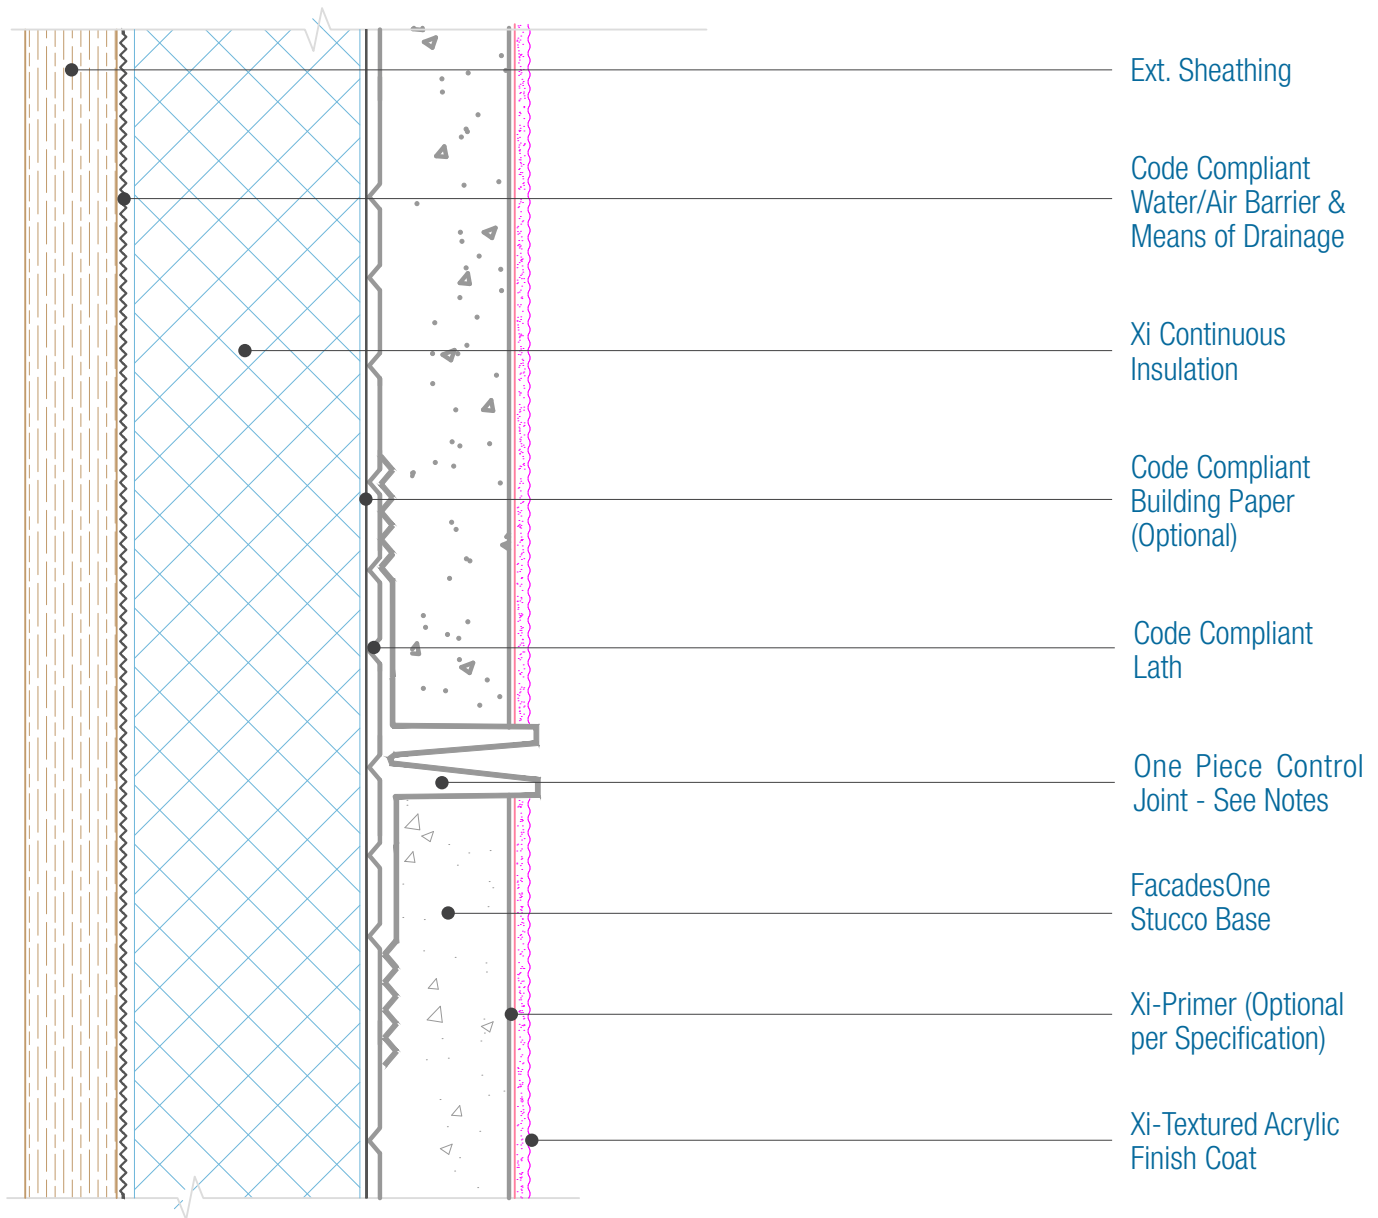 Ext. Sheathing
Code Compliant
Water/Air Barrier &
Means of Drainage
Xi Continuous
Insulation
Code Compliant
Building Paper
(Optional)
Code Compliant
Lath
One Piece Control
Joint - See Notes
FacadesOne
Stucco Base
Xi-Primer (Optional
per Specification)
Xi-Textured Acrylic
Finish Coat